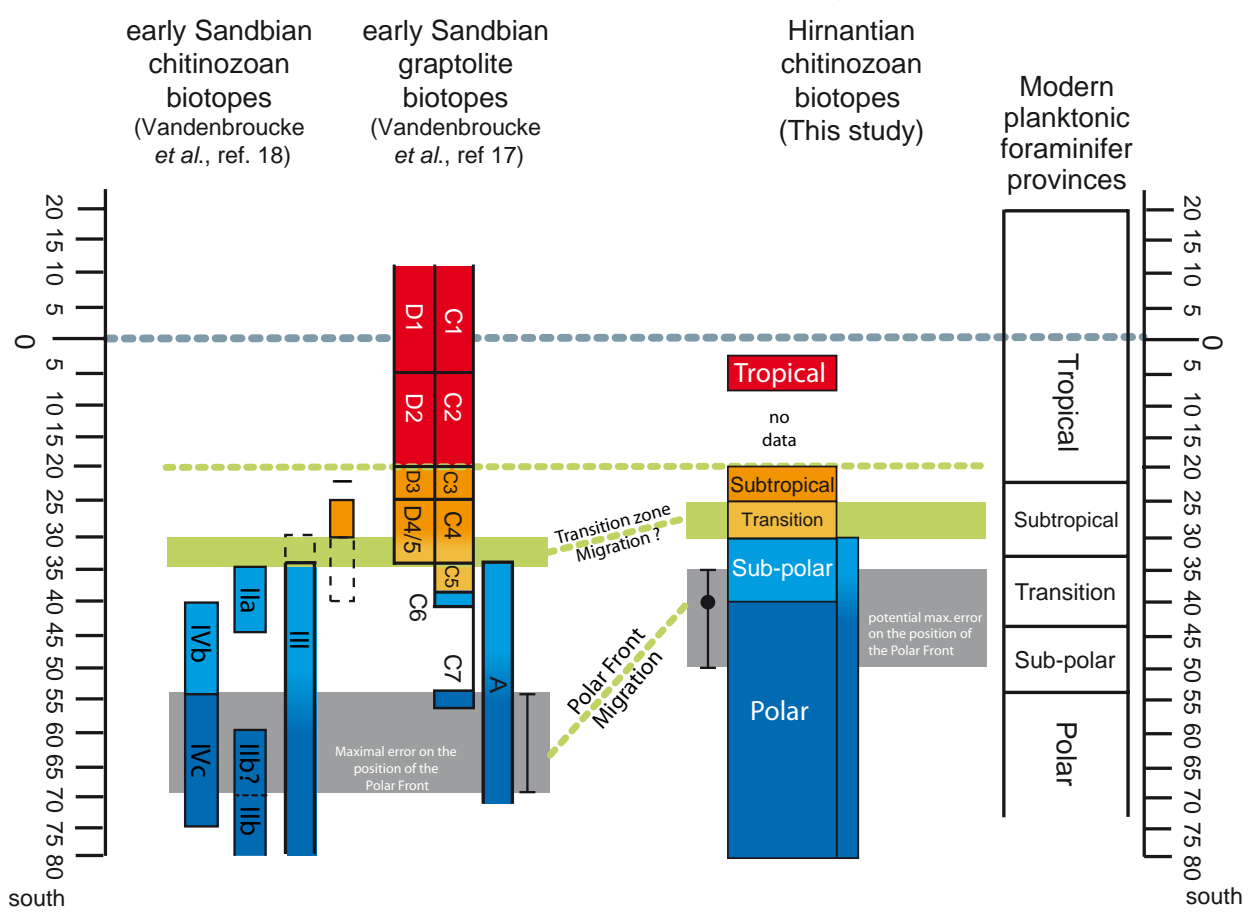 early Sandbian
chitinozoan
biotopes
(Vandenbroucke
et al., ref. 18)
early Sandbian
graptolite
biotopes
(Vandenbroucke
et al., ref 17)
Hirnantian
chitinozoan
biotopes
(This study)
Modern
planktonic
foraminifer
provinces
20
15
10
5
0
5
10
15
20
25
30
35
40
45
50
55
60
65
70
75
80
south
IVb
IVc
IIa
IIb?
IIb
III
I
D1
D2
D3
D4/5
C1
C2
C3
C4
C5
C6
C7
A
Maximal error on the
position of the
Polar Front
Transition zone
Migration ?
Polar Front
Migration
Tropical
no
data
Subtropical
Transition
Sub-polar
Polar
potential max. error
on the position of
the Polar Front
Tropical
Subtropical
Transition
Sub-polar
Polar
20
15
10
5
0
5
10
15
20
25
30
35
40
45
50
55
60
65
70
75
80
south